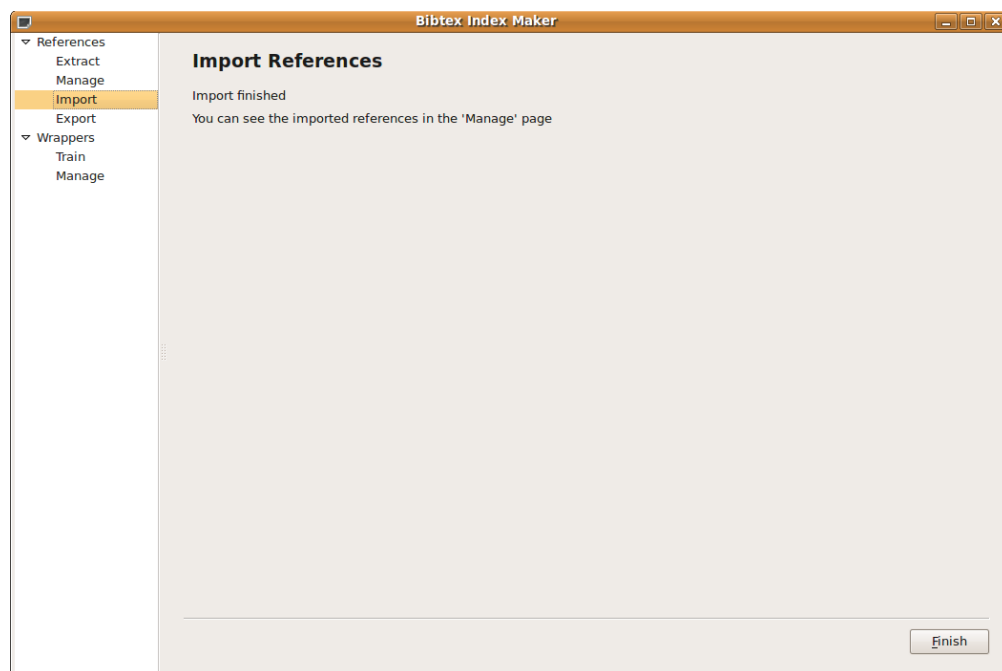 Bibtex Index Maker
References
Extract
Manage
Import
Export
Wrappers
Train
Manage
Import References
Import finished
You can see the imported references in the 'Manage' page
Finish